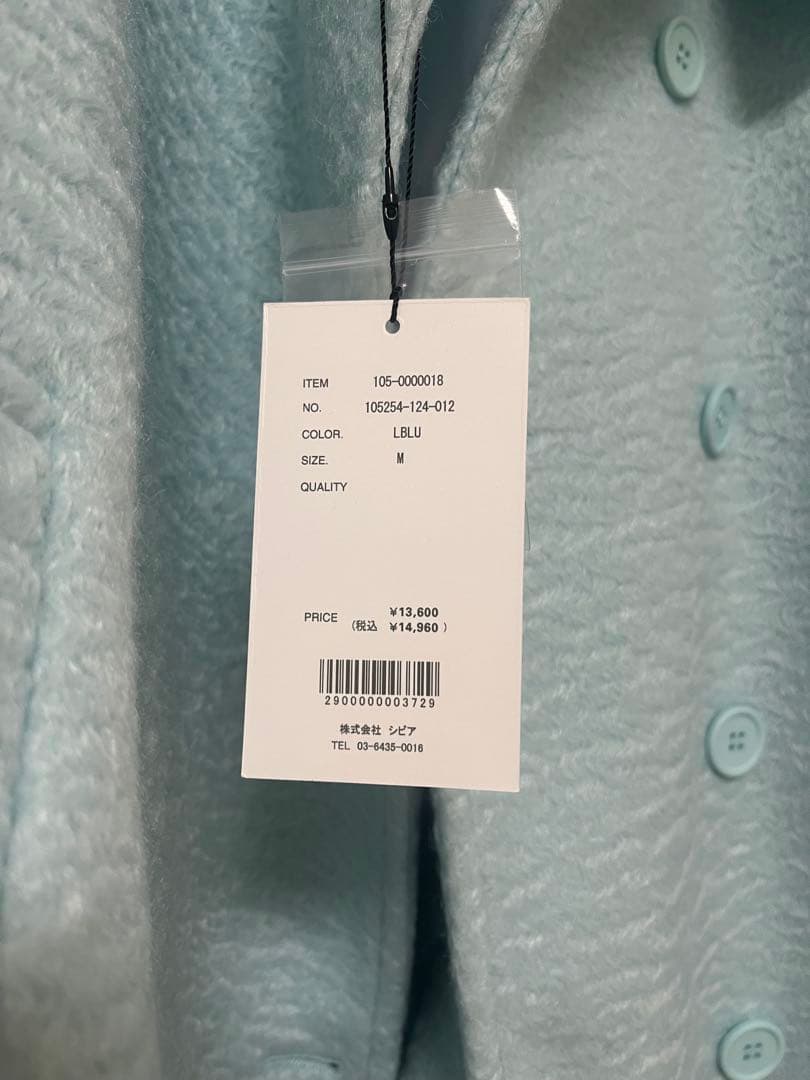 ITEM 105-0000018
NO. 105254-124-012
COLOR. LBLU
SIZE. M
QUALITY
PRICE ¥13,600
(税込 ¥14,960 )
2900000003729
株式会社 シビア
TEL 03-6435-0016